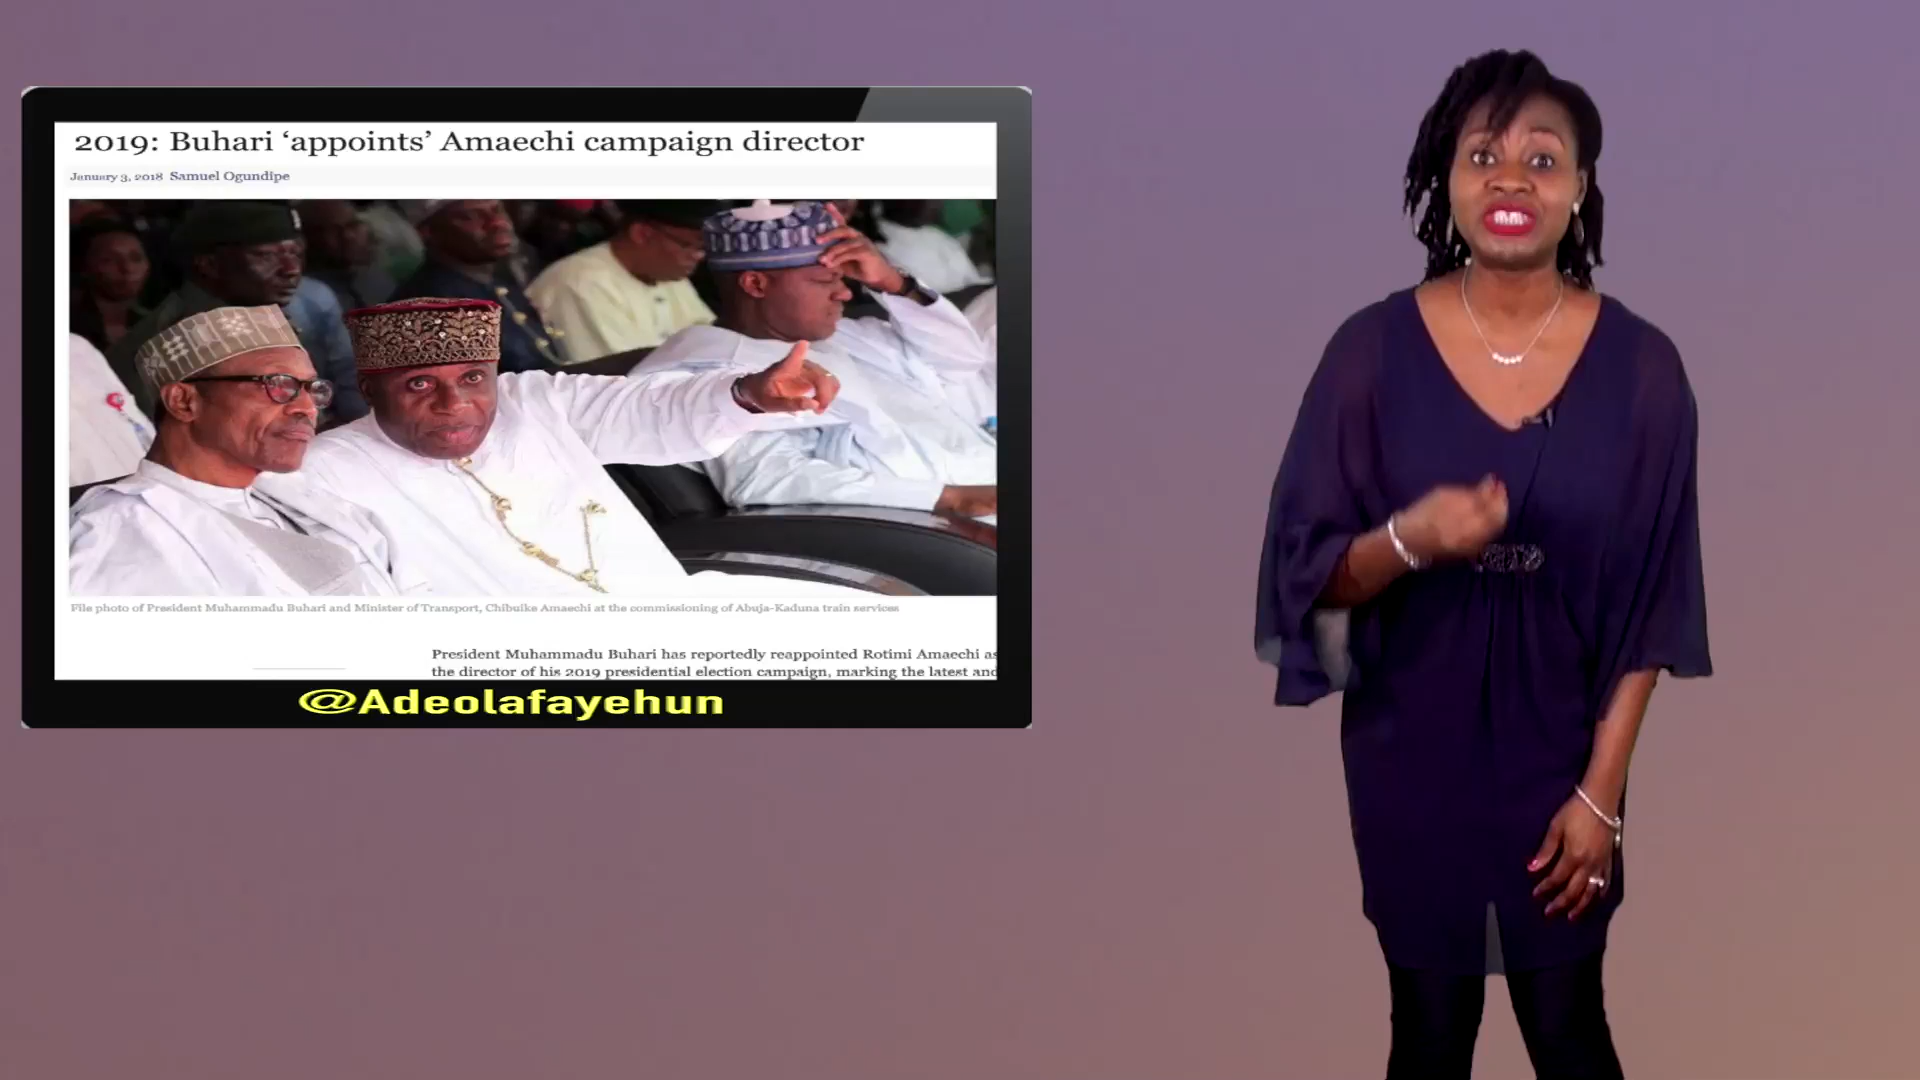 2019: Buhari ‘appoints’ Amaechi campaign director
January 3, 2018 Samuel Ogundipe
File photo of President Muhammadu Buhari and Minister of Transport, Chibuike Amaechi at the commissioning of Abuja-Kaduna train services
President Muhammadu Buhari has reportedly reappointed Rotimi Amaechi as
the director of his 2019 presidential election campaign, marking the latest and
@Adeolafayehun